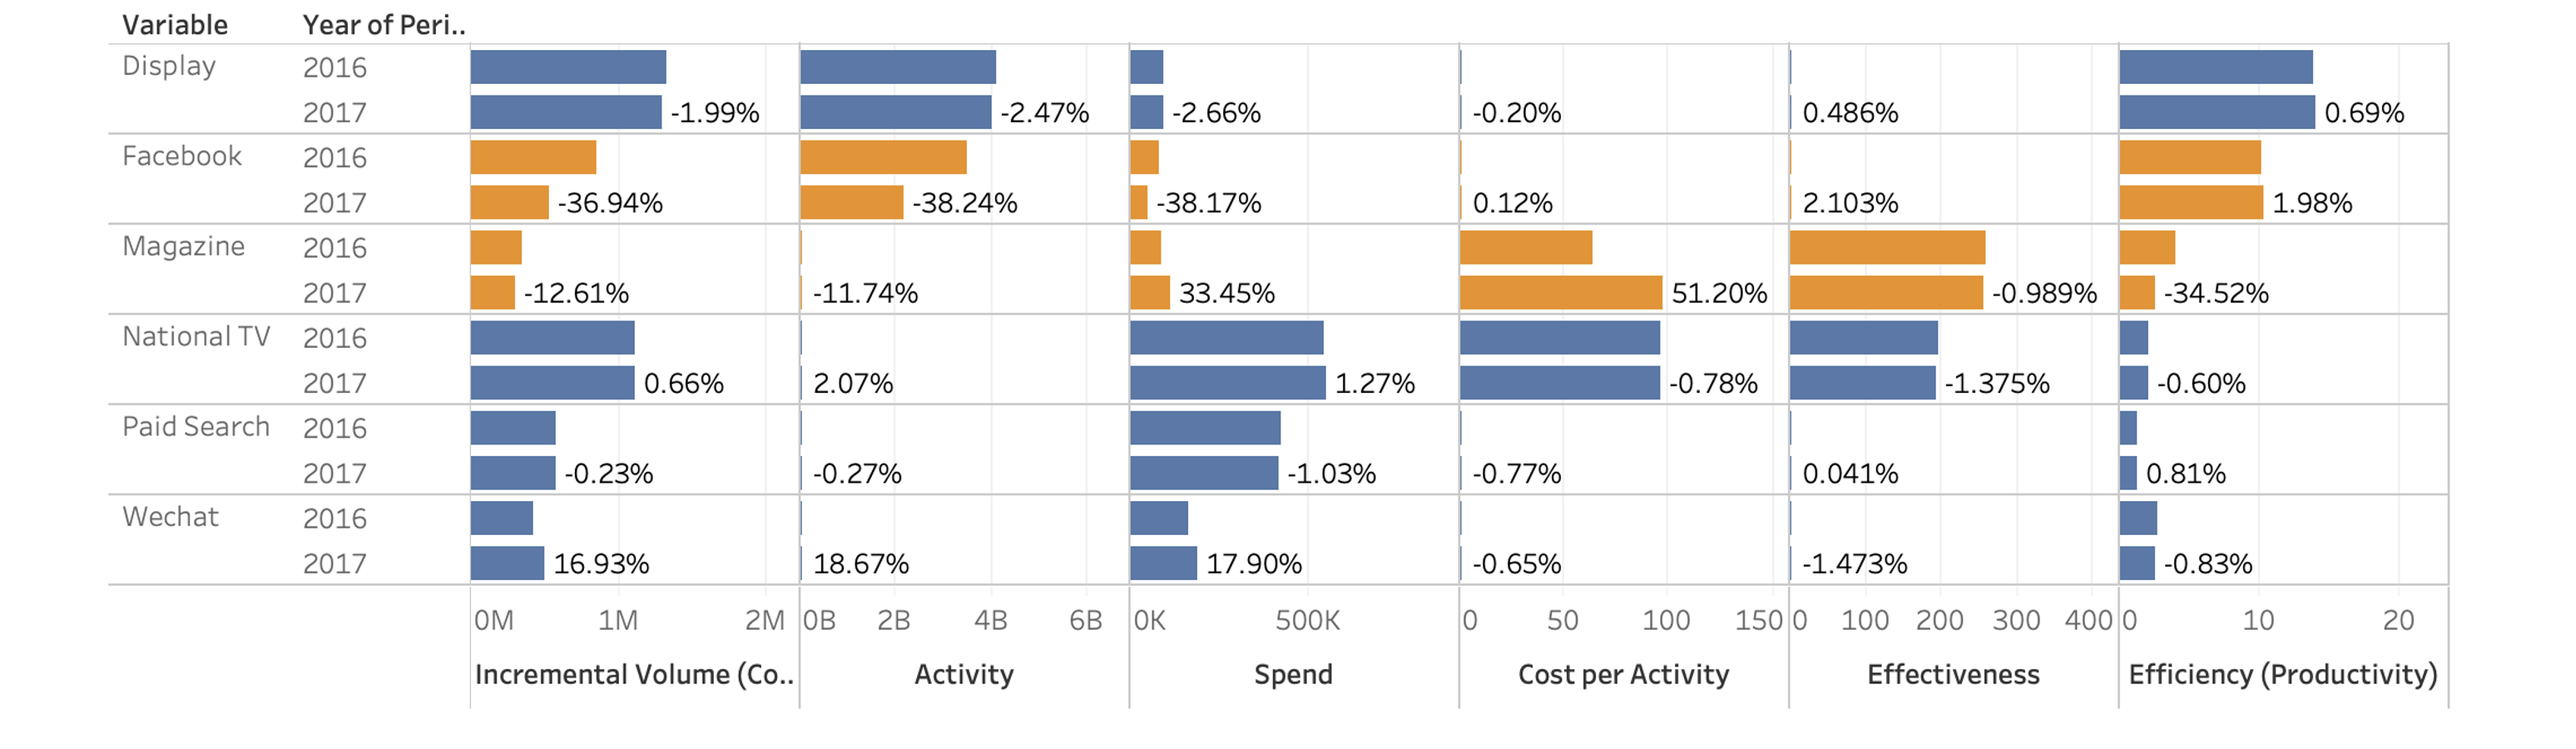 Variable Year of Peri..
Display 2016
2017 -1.99% -2.47% -2.66% -0.20% 0.486% 0.69%
Facebook 2016
2017 -36.94% -38.24% -38.17% 0.12% 2.103% 1.98%
Magazine 2016
2017 -12.61% -11.74% 33.45% 51.20% -0.989% -34.52%
National TV 2016
2017 0.66% 2.07% 1.27% -0.78% -1.375% -0.60%
Paid Search 2016
2017 -0.23% -0.27% -1.03% -0.77% 0.041% 0.81%
Wechat 2016
2017 16.93% 18.67% 17.90% -0.65% -1.473% -0.83%
0M 1M 2M 0B 2B 4B 6B 0K 500K 0 50 100 150 0 100 200 300 400 0 10 20
Incremental Volume (Co.. Activity Spend Cost per Activity Effectiveness Efficiency (Productivity)